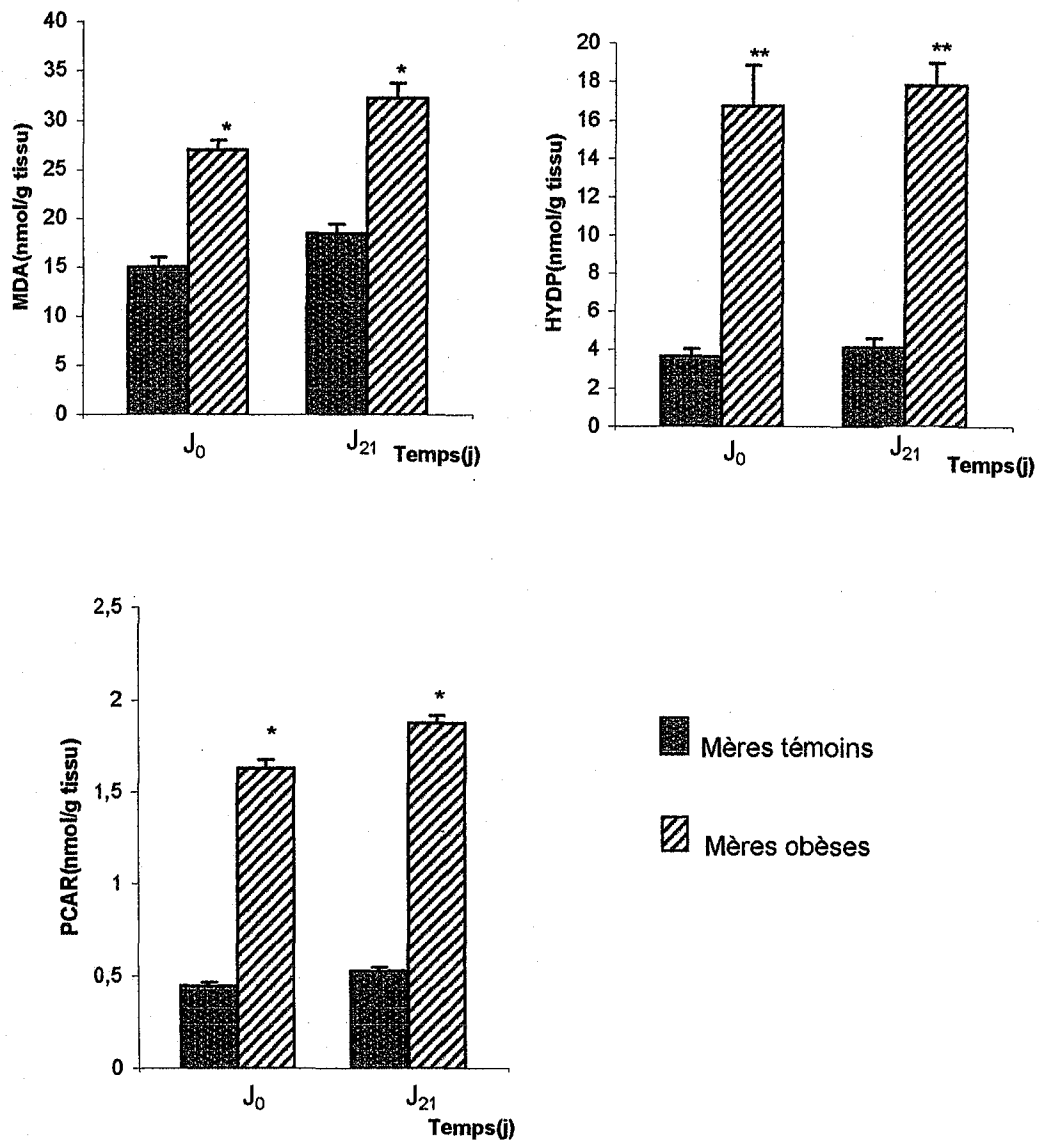 MDA(nmol/g tissu)
40
35
30
25
20
15
10
5
0
*
*
J0
J21
Temps(j)
HYDP(nmol/g tissu)
20
18
16
14
12
10
8
6
4
2
0
**
**
J0
J21
Temps(j)
PCAR(nmol/g tissu)
2,5
2
1,5
1
0,5
0
*
*
J0
J21
Temps(j)
Mères témoins
Mères obèses